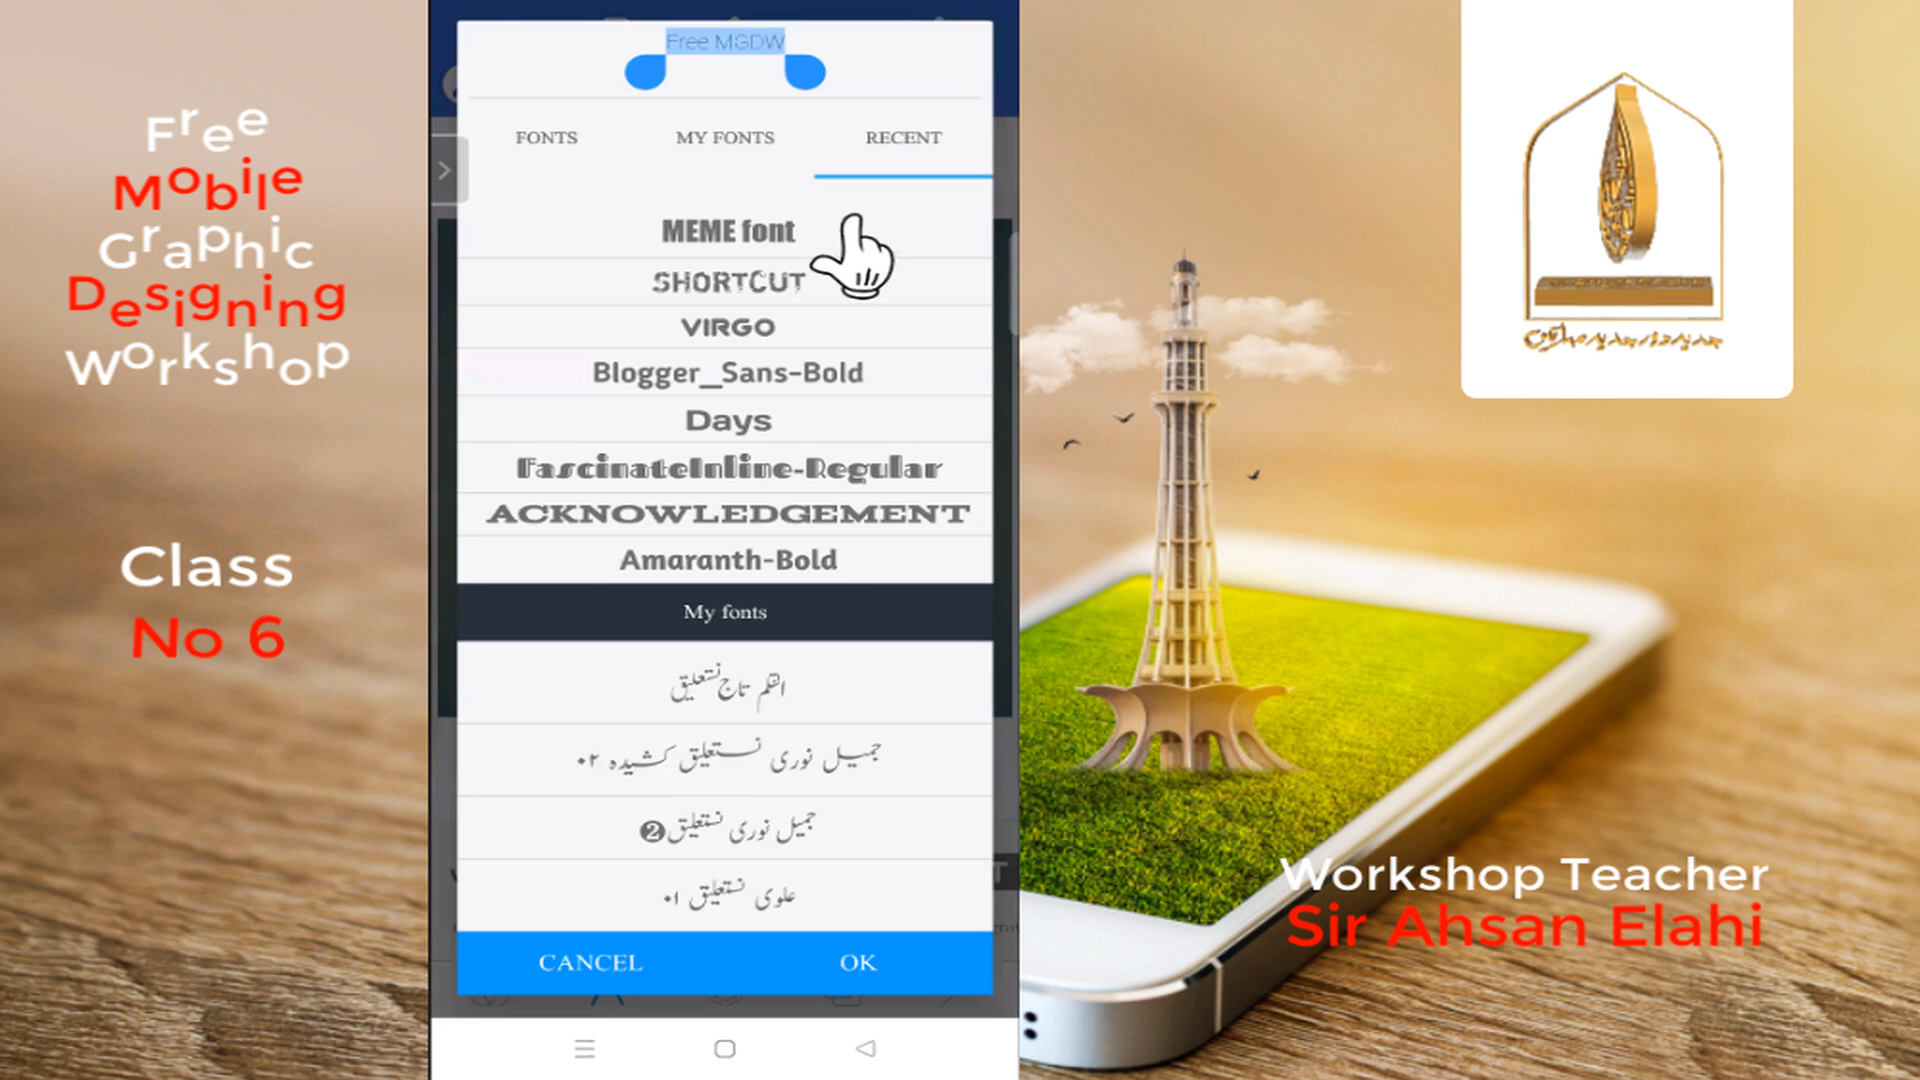 Free
Mobile
Graphic
Designing
Workshop
Class
No 6
Free MGDW
FONTS
MY FONTS
RECENT
MEME font
SHORTCUT
VIRGO
Blogger_Sans-Bold
Days
FascinateInline-Regular
ACKNOWLEDGEMENT
Amaranth-Bold
My fonts
القلم تاج نستعلیق
جمیل نوری نستعلیق کشیدہ ۰۲
جمیل نوری نستعلیق❷
علوی نستعلیق ۰۱
CANCEL
OK
Workshop Teacher
Sir Ahsan Elahi